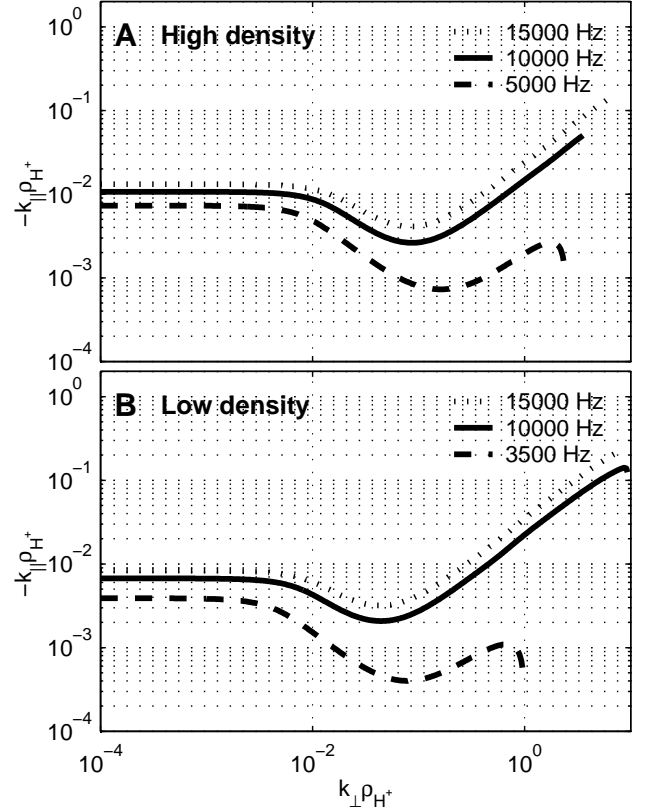 10^0
A High density
15000 Hz
10000 Hz
5000 Hz
10^−1
10^−2
10^−3
10^−4
−k_||ρ_H^+
10^0
B Low density
15000 Hz
10000 Hz
3500 Hz
10^−1
10^−2
10^−3
10^−4
−k_||ρ_H^+
10^−4 10^−2 10^0
k_⊥ρ_H^+